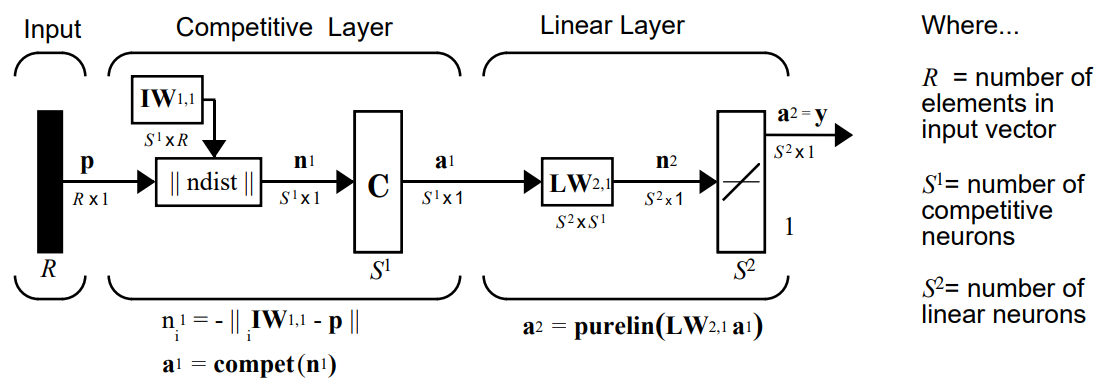 Input
Competitive Layer
Linear Layer
Where...
IW1,1
S¹ x R
p
R x 1
|| ndist ||
n1
S¹ x 1
C
a1
S¹ x 1
LW2,1
S² x S¹
n2
S² x 1
a2 = y
S² x 1
1
R
S¹
S²
n i 1 = - || i IW1,1 - p ||
a1 = compet(n1)
a2 = purelin(LW2,1 a1)
R = number of
elements in
input vector
S¹= number of
competitive
neurons
S²= number of
linear neurons